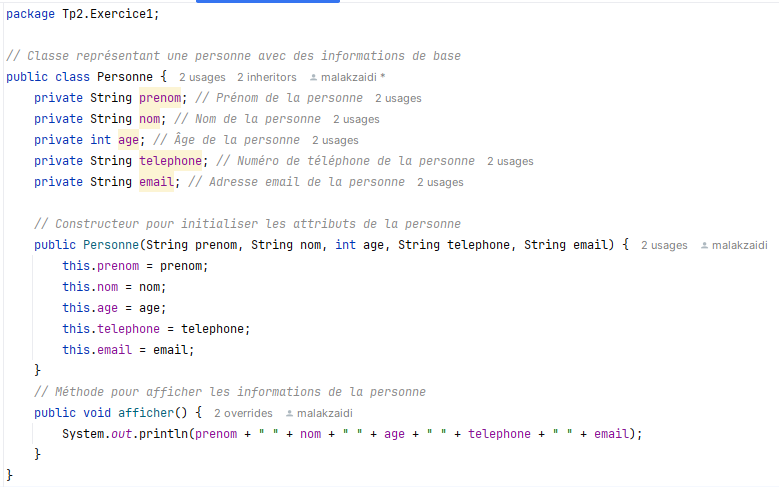 package Tp2.Exercice1;
// Classe représentant une personne avec des informations de base
public class Personne { 2 usages 2 inheritors malakzaidi *
private String prenom; // Prénom de la personne 2 usages
private String nom; // Nom de la personne 2 usages
private int age; // Âge de la personne 2 usages
private String telephone; // Numéro de téléphone de la personne 2 usages
private String email; // Adresse email de la personne 2 usages
// Constructeur pour initialiser les attributs de la personne
public Personne(String prenom, String nom, int age, String telephone, String email) { 2 usages malakzaidi
this.prenom = prenom;
this.nom = nom;
this.age = age;
this.telephone = telephone;
this.email = email;
}
// Méthode pour afficher les informations de la personne
public void afficher() { 2 overrides malakzaidi
System.out.println(prenom + " " + nom + " " + age + " " + telephone + " " + email);
}
}